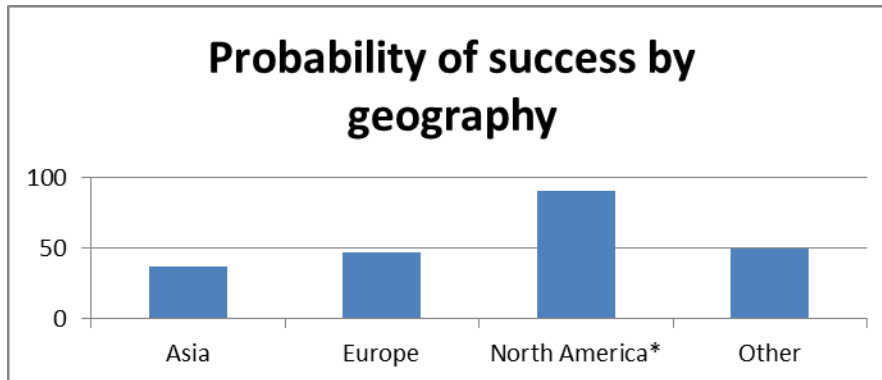 Probability of success by
geography
100
50
0
Asia Europe North America* Other